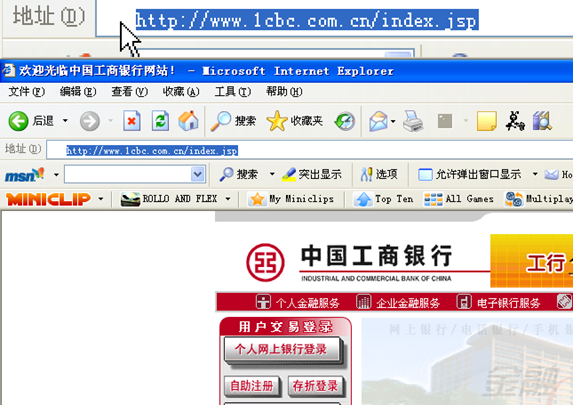 地址(D) http://www.1cbc.com.cn/index.jsp
欢迎光临中国工商银行网站! - Microsoft Internet Explorer
文件(F) 编辑(E) 查看(V) 收藏(A) 工具(T) 帮助(H)
后退 搜索 收藏夹
地址(D) http://www.1cbc.com.cn/index.jsp
msn 搜索 突出显示 选项 允许弹出窗口显示 Ho
MINICLIP ROLLO AND FLEX My Miniclips Top Ten All Games Multiplay
中国工商银行 工行
INDUSTRIAL AND COMMERCIAL BANK OF CHINA
个人金融服务 企业金融服务 电子银行服务
用户交易登录 网上银行/电话银行/手机银
个人网上银行登录
自助注册 存折登录 金融